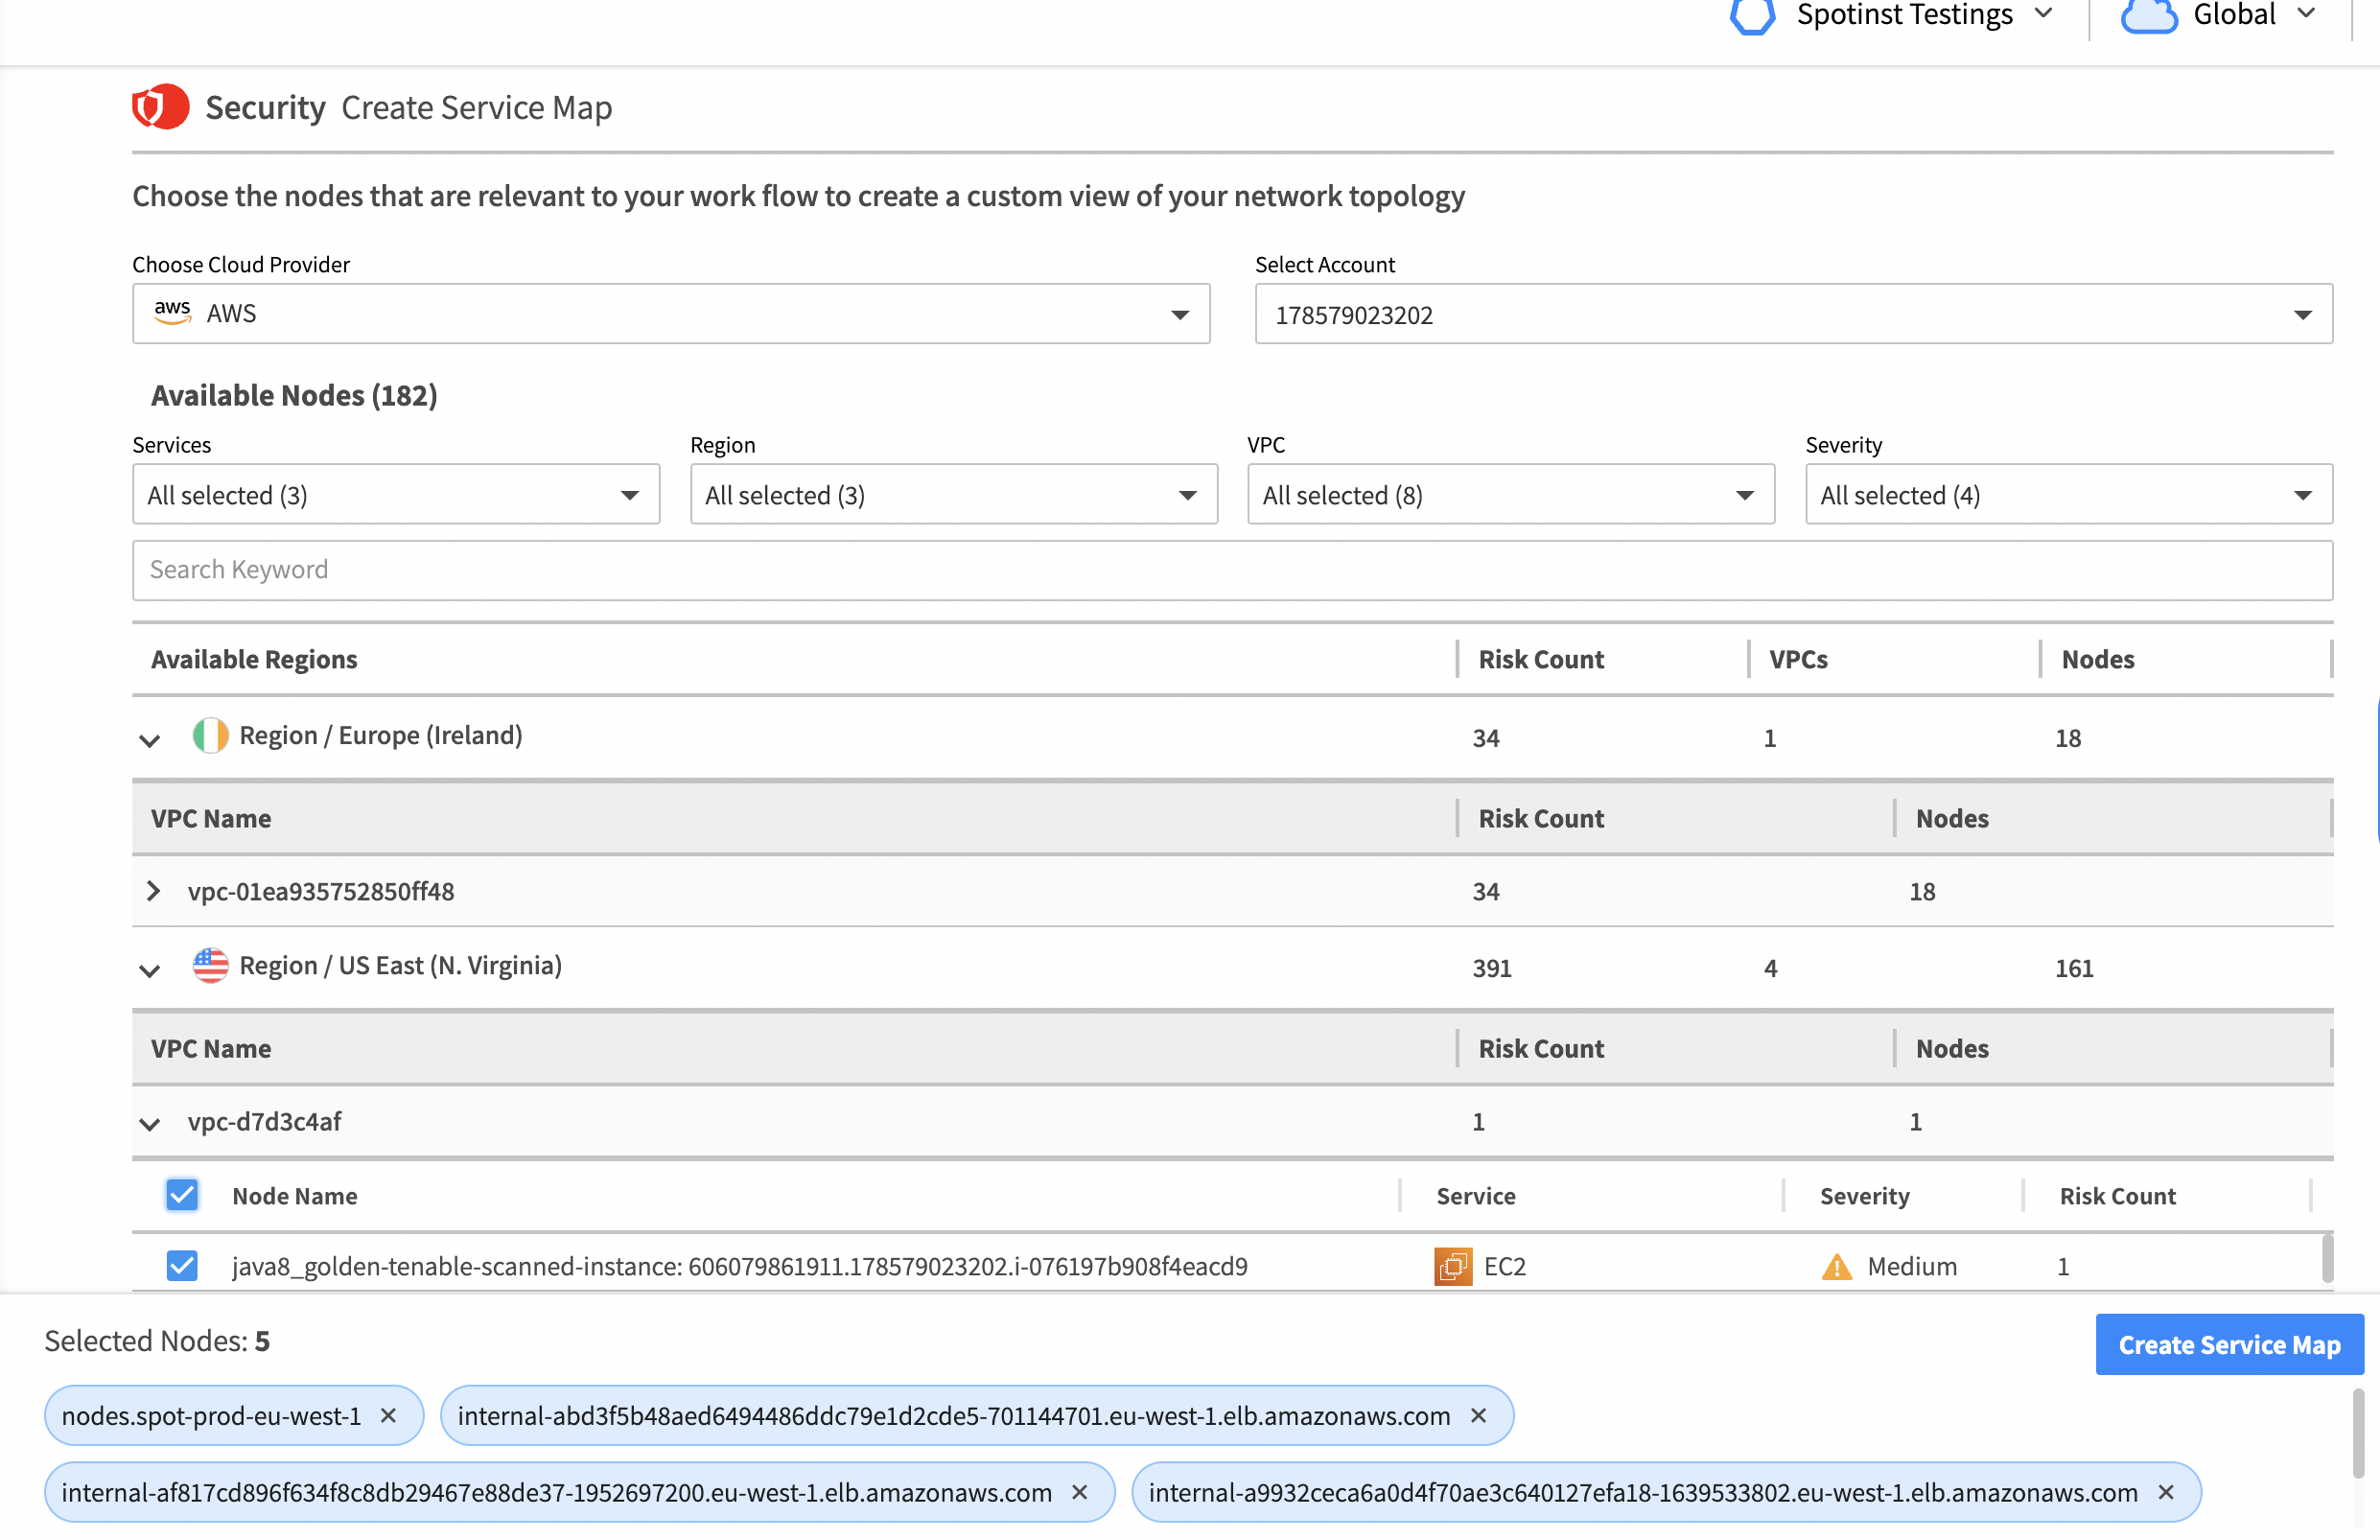 Spotinst Testings Global
Security Create Service Map
Choose the nodes that are relevant to your work flow to create a custom view of your network topology
Choose Cloud Provider Select Account
aws AWS 178579023202
Available Nodes (182)
Services Region VPC Severity
All selected (3) All selected (3) All selected (8) All selected (4)
Search Keyword
Available Regions Risk Count VPCs Nodes
Region / Europe (Ireland) 34 1 18
VPC Name Risk Count Nodes
vpc-01ea935752850ff48 34 18
Region / US East (N. Virginia) 391 4 161
VPC Name Risk Count Nodes
vpc-d7d3c4af 1 1
Node Name Service Severity Risk Count
java8_golden-tenable-scanned-instance: 606079861911.178579023202.i-076197b908f4eacd9 EC2 Medium 1
Selected Nodes: 5 Create Service Map
nodes.spot-prod-eu-west-1 × internal-abd3f5b48aed6494486ddc79e1d2cde5-701144701.eu-west-1.elb.amazonaws.com ×
internal-af817cd896f634f8c8db29467e88de37-1952697200.eu-west-1.elb.amazonaws.com × internal-a9932ceca6a0d4f70ae3c640127efa18-1639533802.eu-west-1.elb.amazonaws.com ×